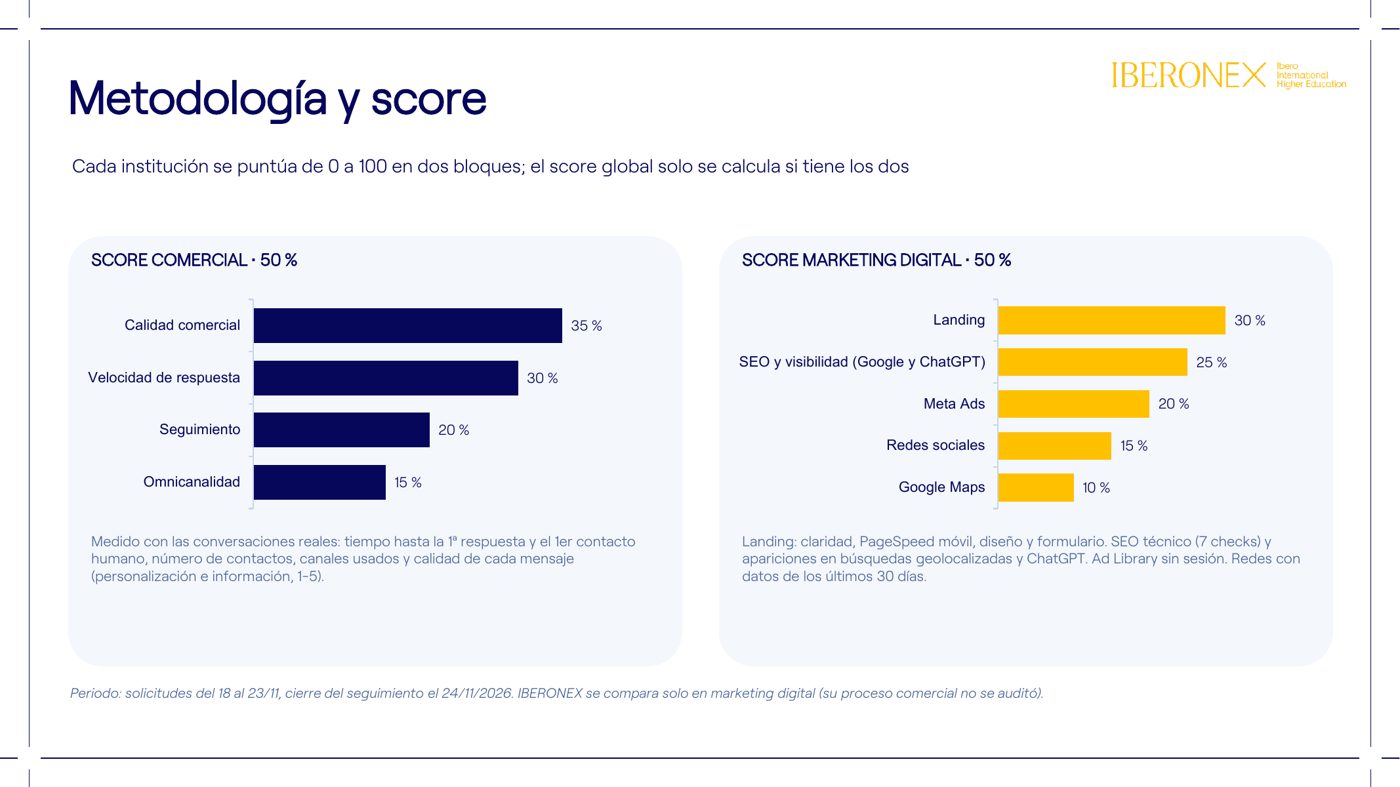 IBERONEX
Ibero
International
Higher Education
Metodología y score
Cada institución se puntúa de 0 a 100 en dos bloques; el score global solo se calcula si tiene los dos
SCORE COMERCIAL · 50 %
Calidad comercial 35 %
Velocidad de respuesta 30 %
Seguimiento 20 %
Omnicanalidad 15 %
Medido con las conversaciones reales: tiempo hasta la 1ª respuesta y el 1er contacto
humano, número de contactos, canales usados y calidad de cada mensaje
(personalización e información, 1-5).
SCORE MARKETING DIGITAL · 50 %
Landing 30 %
SEO y visibilidad (Google y ChatGPT) 25 %
Meta Ads 20 %
Redes sociales 15 %
Google Maps 10 %
Landing: claridad, PageSpeed móvil, diseño y formulario. SEO técnico (7 checks) y
apariciones en búsquedas geolocalizadas y ChatGPT. Ad Library sin sesión. Redes con
datos de los últimos 30 días.
Periodo: solicitudes del 18 al 23/11, cierre del seguimiento el 24/11/2026. IBERONEX se compara solo en marketing digital (su proceso comercial no se auditó).